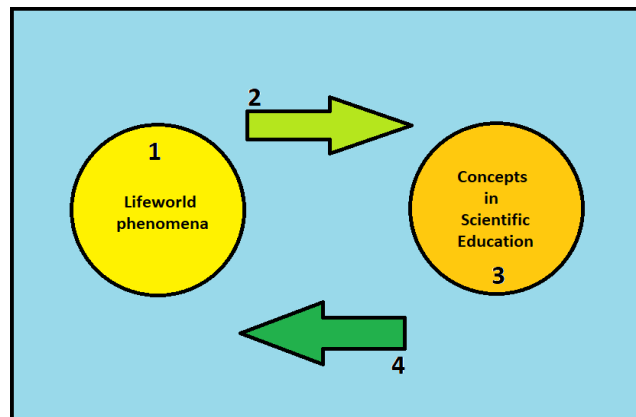 1
Lifeworld
phenomena
2
Concepts
in
Scientific
Education
3
4